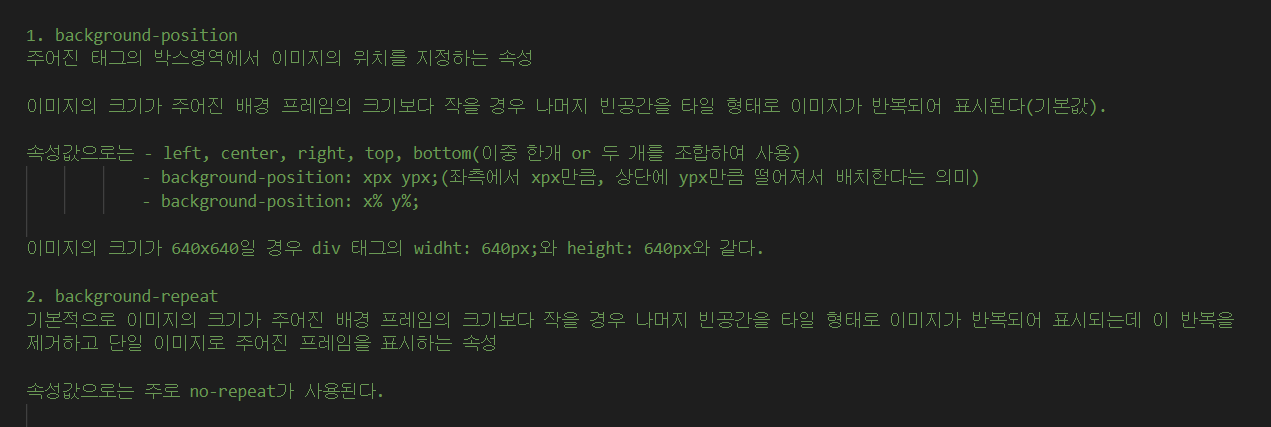 1. background-position
주어진 태그의 박스영역에서 이미지의 위치를 지정하는 속성
이미지의 크기가 주어진 배경 프레임의 크기보다 작을 경우 나머지 빈공간을 타일 형태로 이미지가 반복되어 표시된다(기본값).
속성값으로는 - left, center, right, top, bottom(이중 한개 or 두 개를 조합하여 사용)
- background-position: xpx ypx;(좌측에서 xpx만큼, 상단에 ypx만큼 떨어져서 배치한다는 의미)
- background-position: x% y%;
이미지의 크기가 640x640일 경우 div 태그의 widht: 640px;와 height: 640px와 같다.
2. background-repeat
기본적으로 이미지의 크기가 주어진 배경 프레임의 크기보다 작을 경우 나머지 빈공간을 타일 형태로 이미지가 반복되어 표시되는데 이 반복을
제거하고 단일 이미지로 주어진 프레임을 표시하는 속성
속성값으로는 주로 no-repeat가 사용된다.